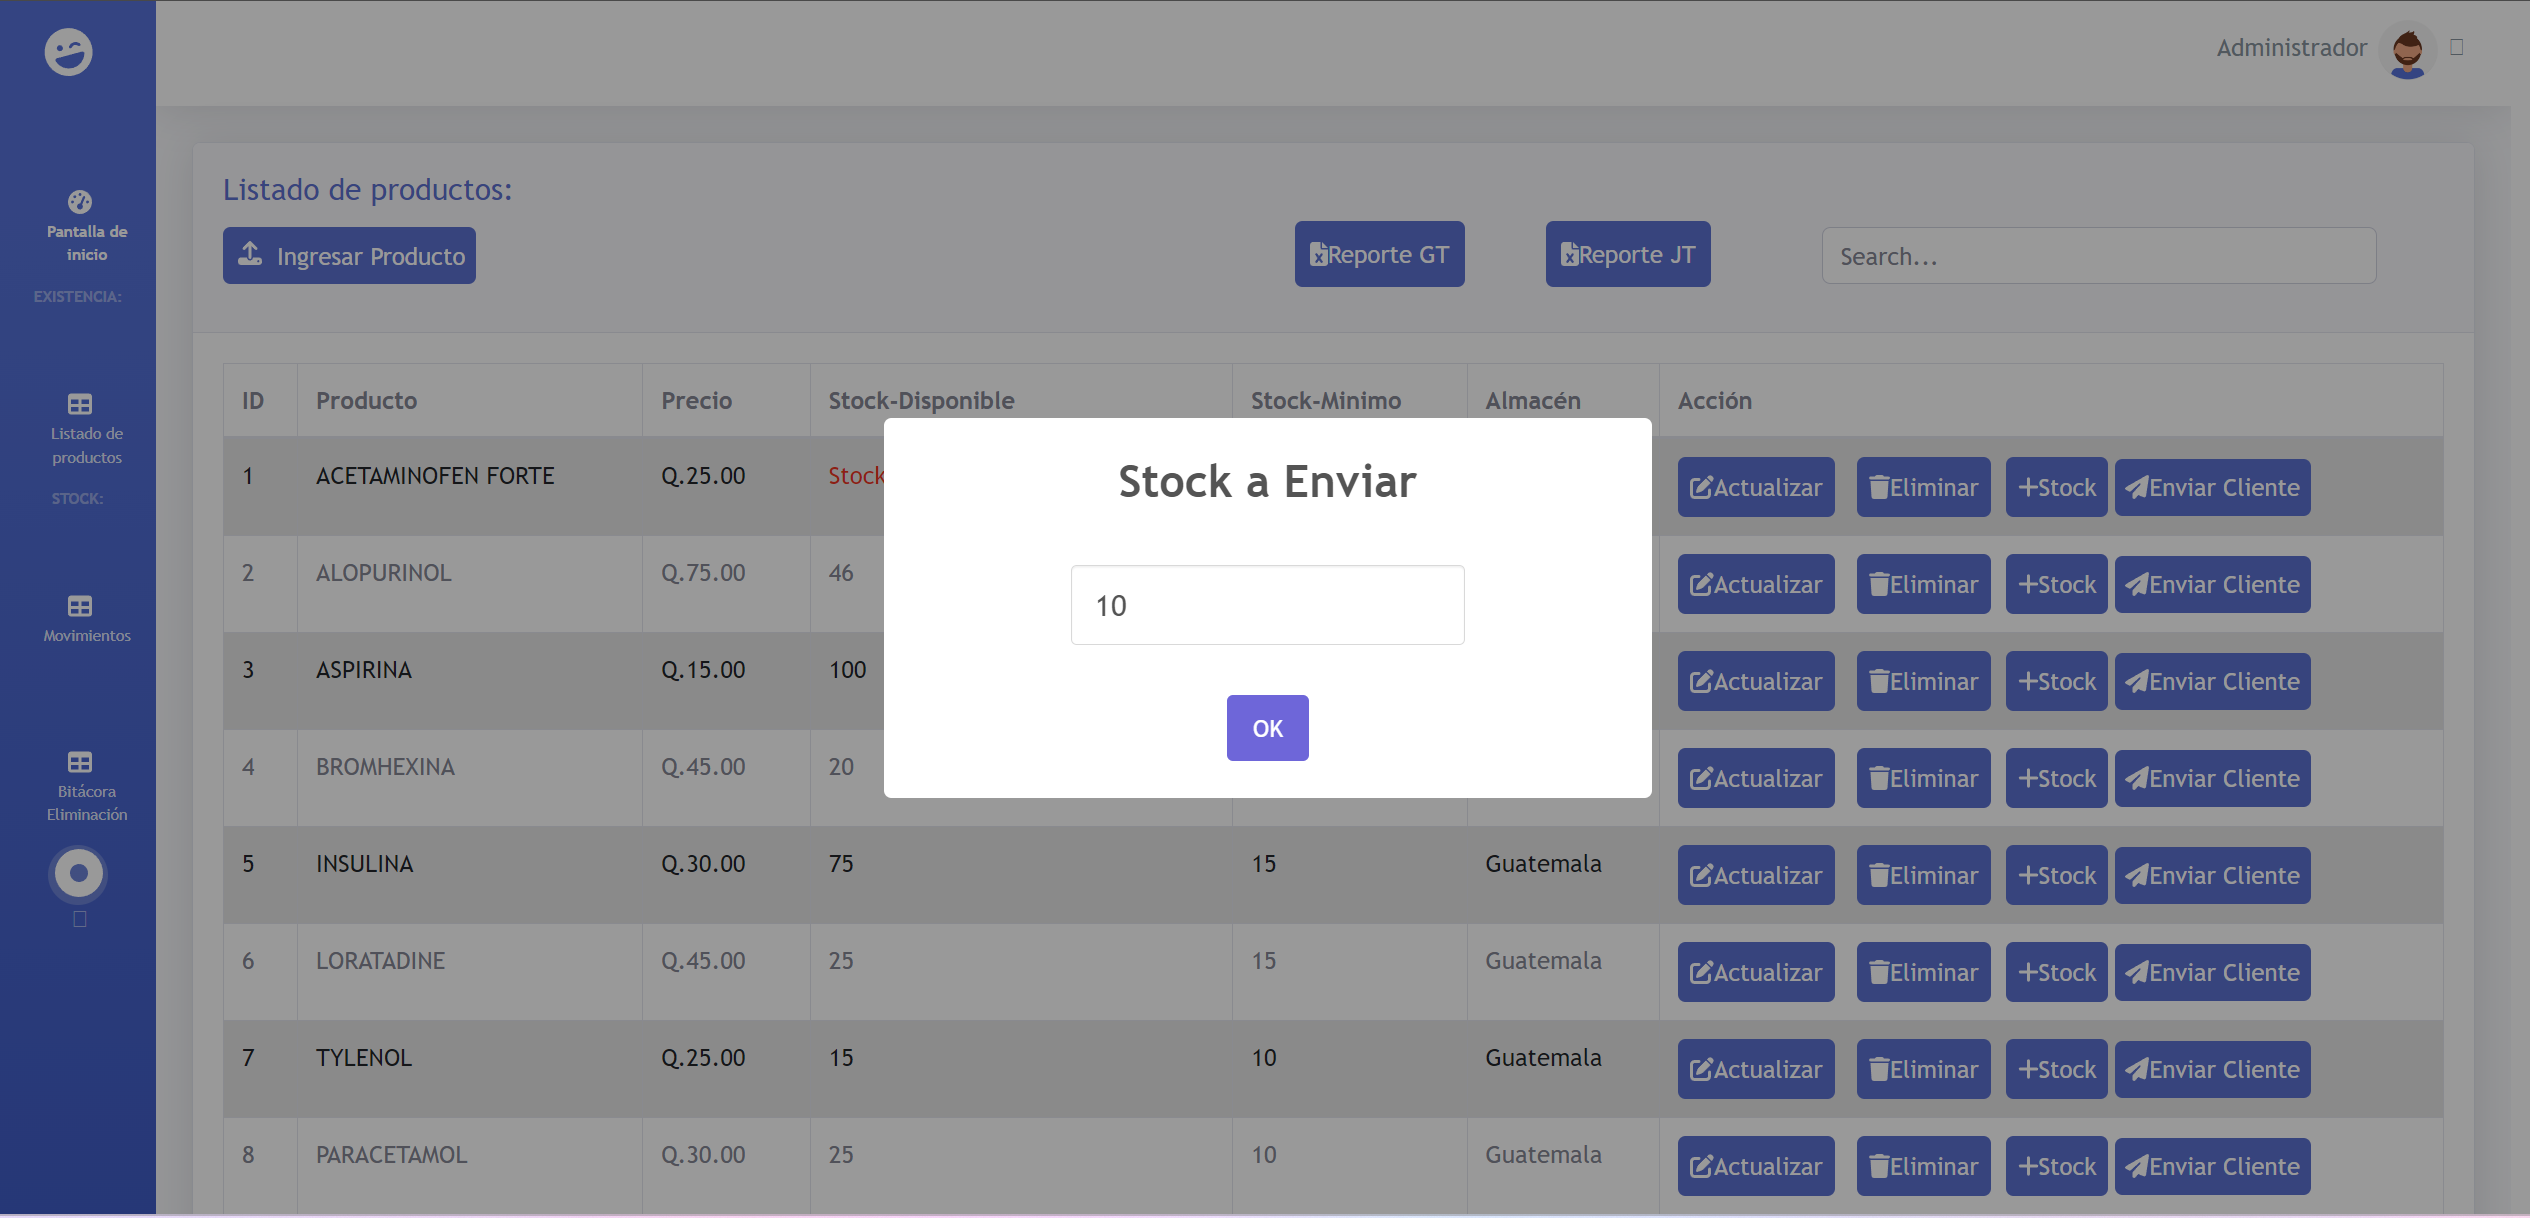 Administrador
Pantalla de
inicio
EXISTENCIA:
Listado de
productos
STOCK:
Movimientos
Bitácora
Eliminación
Listado de productos:
Ingresar Producto
Reporte GT
Reporte JT
Search...
ID Producto Precio Stock-Disponible Stock-Minimo Almacén Acción
1 ACETAMINOFEN FORTE Q.25.00 Stock Actualizar Eliminar +Stock Enviar Cliente
2 ALOPURINOL Q.75.00 46 Actualizar Eliminar +Stock Enviar Cliente
3 ASPIRINA Q.15.00 100 Actualizar Eliminar +Stock Enviar Cliente
4 BROMHEXINA Q.45.00 20 Actualizar Eliminar +Stock Enviar Cliente
5 INSULINA Q.30.00 75 15 Guatemala Actualizar Eliminar +Stock Enviar Cliente
6 LORATADINE Q.45.00 25 15 Guatemala Actualizar Eliminar +Stock Enviar Cliente
7 TYLENOL Q.25.00 15 10 Guatemala Actualizar Eliminar +Stock Enviar Cliente
8 PARACETAMOL Q.30.00 25 10 Guatemala Actualizar Eliminar +Stock Enviar Cliente
Stock a Enviar
10
OK